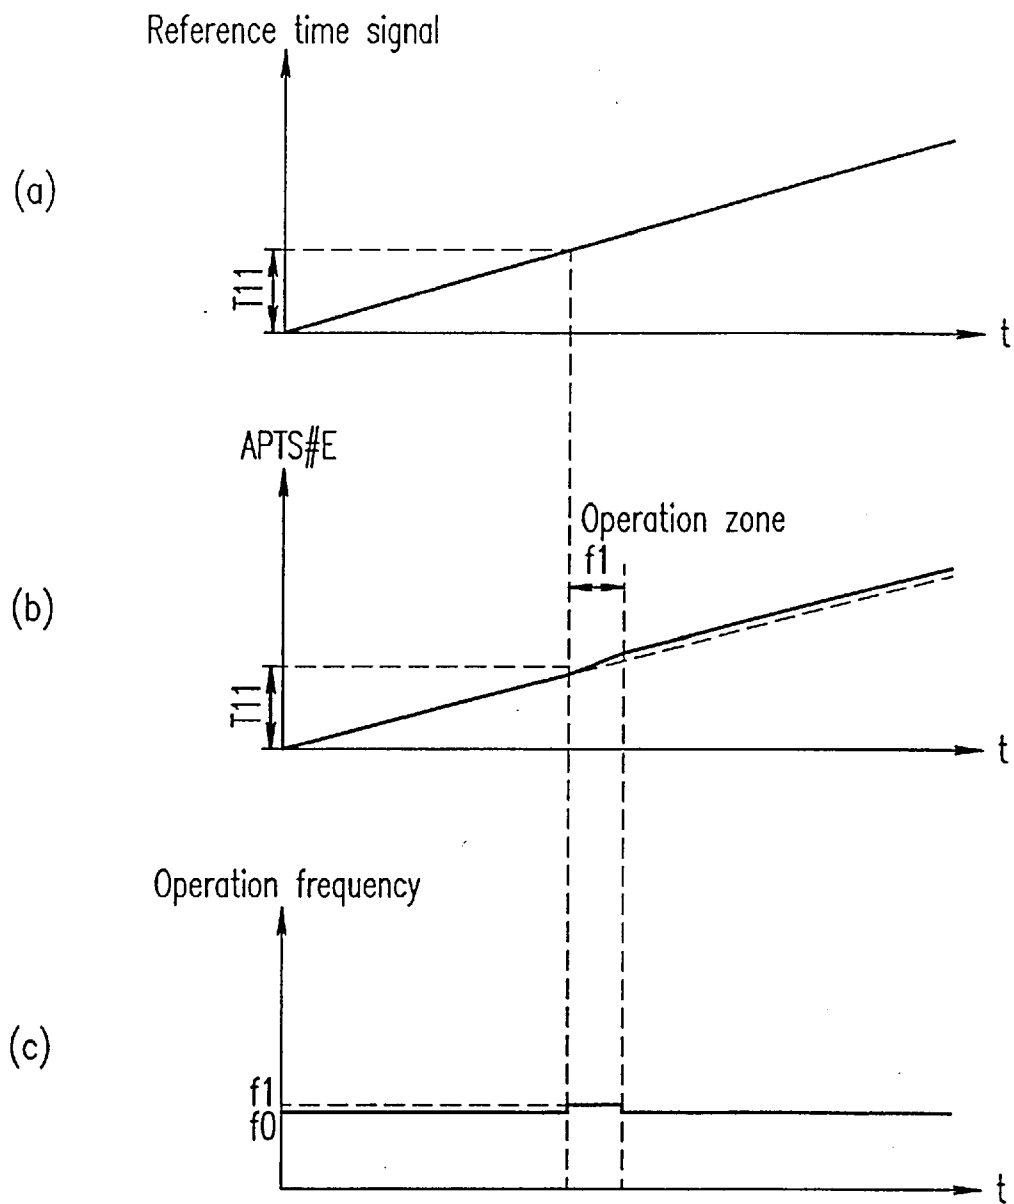 Reference time signal
(a)
T11
t
APTS#E
Operation zone
f1
(b)
T11
t
Operation frequency
(c)
f1
f0
t